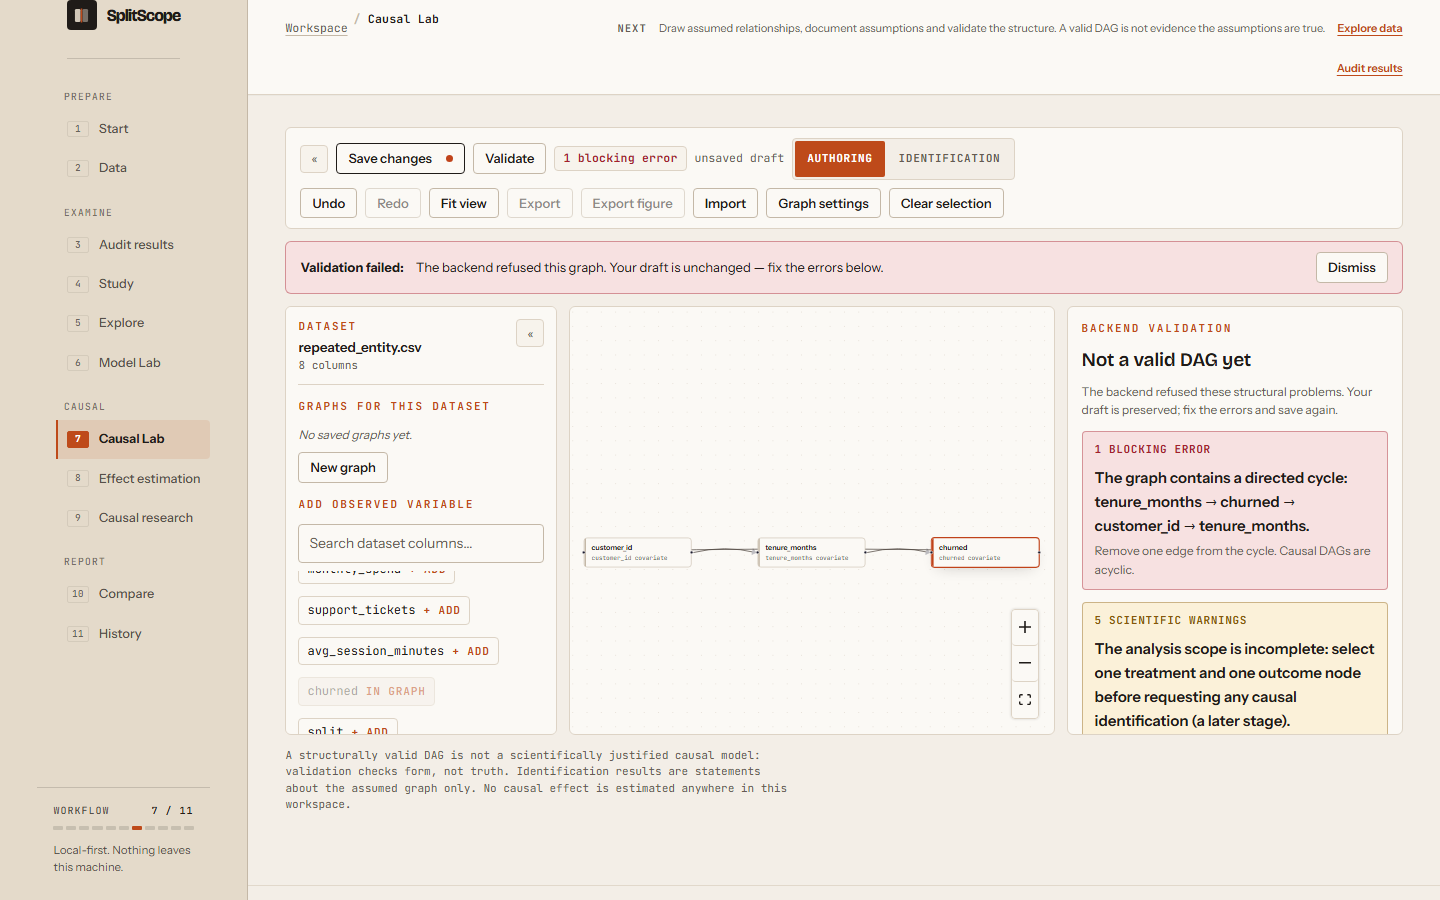 SplitScope
PREPARE
1 Start
2 Data
EXAMINE
3 Audit results
4 Study
5 Explore
6 Model Lab
CAUSAL
7 Causal Lab
8 Effect estimation
9 Causal research
REPORT
10 Compare
11 History
WORKFLOW 7 / 11
Local-first. Nothing leaves
this machine.
Workspace / Causal Lab
NEXT Draw assumed relationships, document assumptions and validate the structure. A valid DAG is not evidence the assumptions are true. Explore data
Audit results
« Save changes Validate 1 blocking error unsaved draft AUTHORING IDENTIFICATION
Undo Redo Fit view Export Export figure Import Graph settings Clear selection
Validation failed: The backend refused this graph. Your draft is unchanged — fix the errors below. Dismiss
DATASET «
repeated_entity.csv
8 columns
GRAPHS FOR THIS DATASET
No saved graphs yet.
New graph
ADD OBSERVED VARIABLE
Search dataset columns...
monthly_spend + ADD
support_tickets + ADD
avg_session_minutes + ADD
churned IN GRAPH
split + ADD
customer_id
customer_id covariate
tenure_months
tenure_months covariate
churned
churned covariate
BACKEND VALIDATION
Not a valid DAG yet
The backend refused these structural problems. Your
draft is preserved; fix the errors and save again.
1 BLOCKING ERROR
The graph contains a directed cycle:
tenure_months → churned →
customer_id → tenure_months.
Remove one edge from the cycle. Causal DAGs are
acyclic.
5 SCIENTIFIC WARNINGS
The analysis scope is incomplete: select
one treatment and one outcome node
before requesting any causal
identification (a later stage).
A structurally valid DAG is not a scientifically justified causal model:
validation checks form, not truth. Identification results are statements
about the assumed graph only. No causal effect is estimated anywhere in this
workspace.